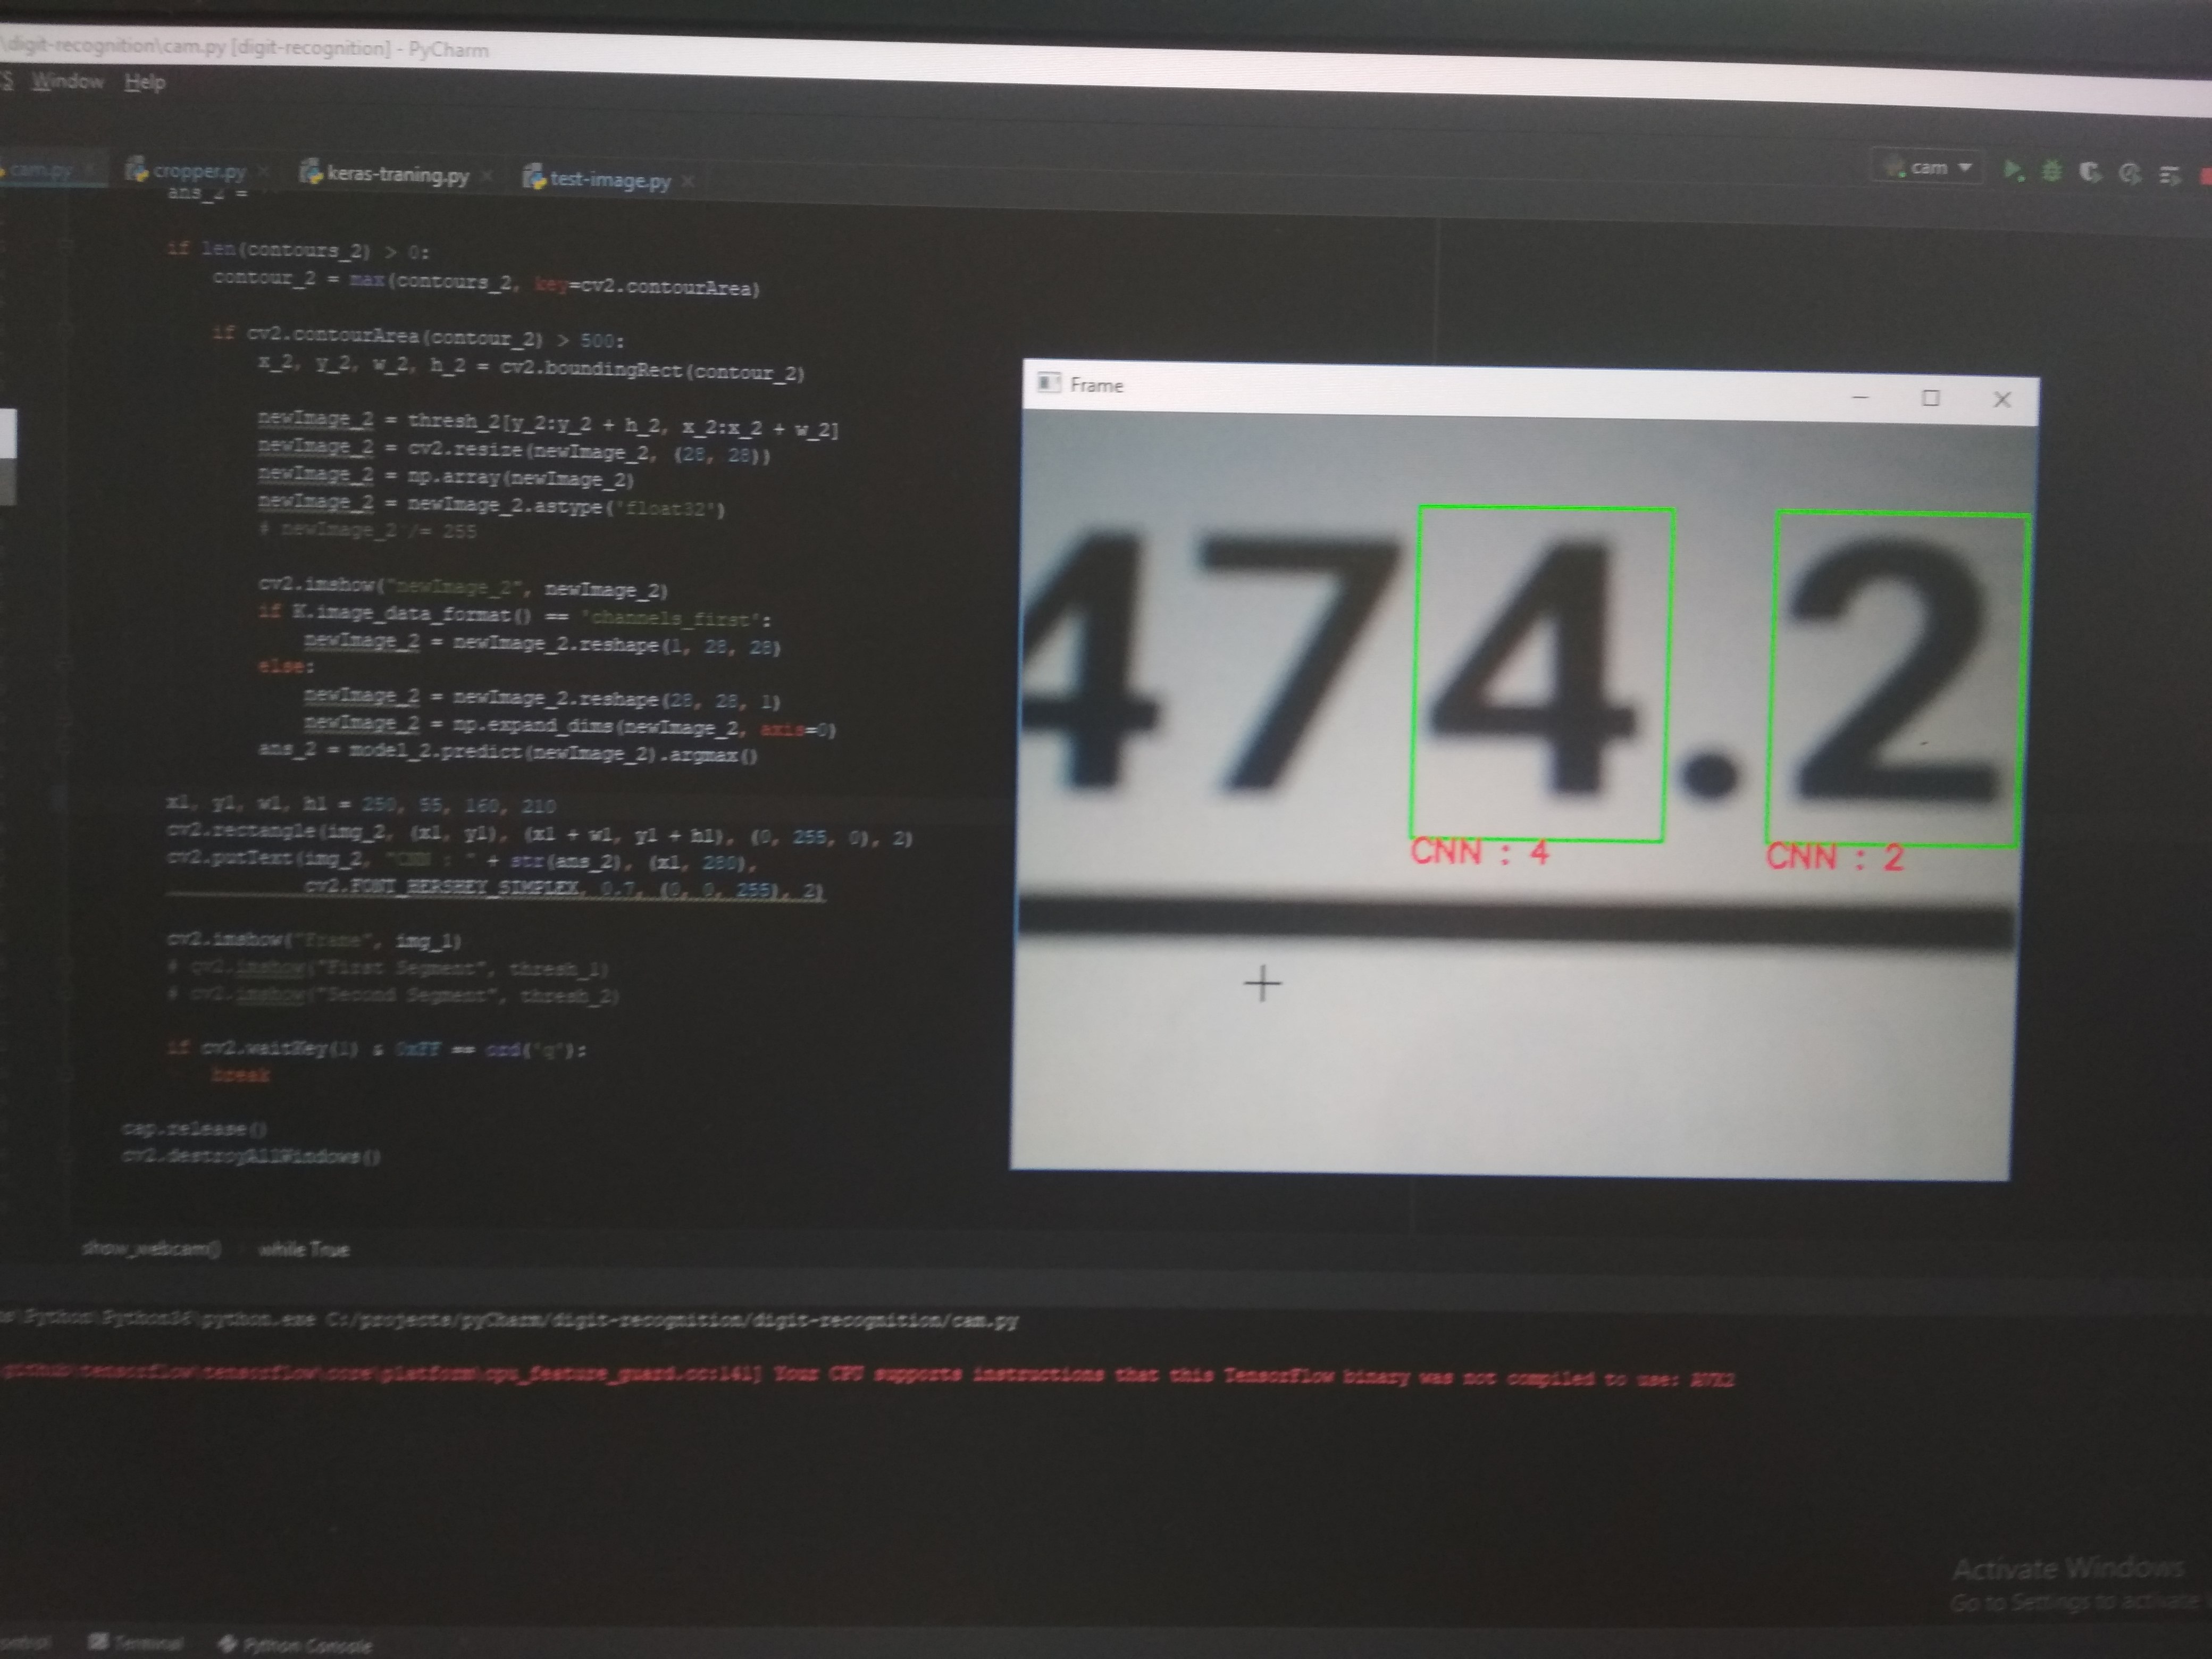 \digit-recognition\cam.py [digit-recognition] - PyCharm
Window Help
cam.py cropper.py keras-traning.py test-image.py cam
ans_2 =
if len(contours_2) > 0:
contour_2 = max(contours_2, key=cv2.contourArea)
if cv2.contourArea(contour_2) > 500:
x_2, y_2, w_2, h_2 = cv2.boundingRect(contour_2)
newImage_2 = thresh_2[y_2:y_2 + h_2, x_2:x_2 + w_2]
newImage_2 = cv2.resize(newImage_2, (28, 28))
newImage_2 = np.array(newImage_2)
newImage_2 = newImage_2.astype('float32')
# newImage_2 /= 255
cv2.imshow("newImage_2", newImage_2)
if K.image_data_format() == 'channels_first':
newImage_2 = newImage_2.reshape(1, 28, 28)
else:
newImage_2 = newImage_2.reshape(28, 28, 1)
newImage_2 = np.expand_dims(newImage_2, axis=0)
ans_2 = model_2.predict(newImage_2).argmax()
x1, y1, w1, h1 = 250, 55, 160, 210
cv2.rectangle(img_2, (x1, y1), (x1 + w1, y1 + h1), (0, 255, 0), 2)
cv2.putText(img_2, "CNN : " + str(ans_2), (x1, 280),
cv2.FONT_HERSHEY_SIMPLEX, 0.7, (0, 0, 255), 2)
cv2.imshow("Frame", img_1)
# cv2.imshow("First Segment", thresh_1)
# cv2.imshow("Second Segment", thresh_2)
if cv2.waitKey(1) & 0xFF == ord('q'):
break
cap.release()
cv2.destroyAllWindows()
Frame
474.2
CNN : 4 CNN : 2
show_webcam() while True
\Python\Python36\python.exe C:/projects/pyCharm/digit-recognition/digit-recognition/cam.py
github\tensorflow\tensorflow\core\platform\cpu_feature_guard.cc:141] Your CPU supports instructions that this TensorFlow binary was not compiled to use: AVX2
Activate Windows
Go to Settings to activate
Terminal Python Console